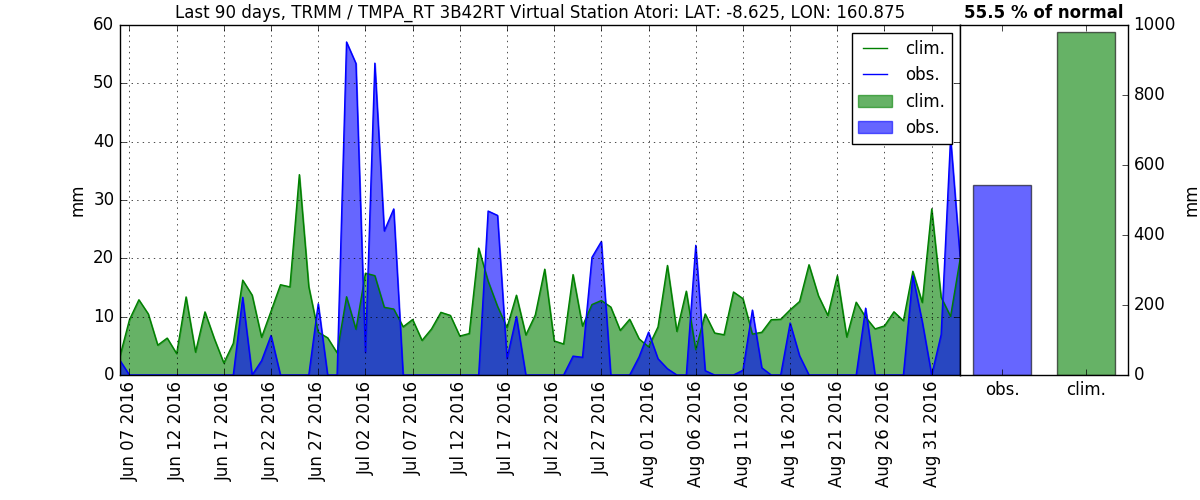 Last 90 days, TRMM / TMPA_RT 3B42RT Virtual Station Atori: LAT: -8.625, LON: 160.875
55.5 % of normal
60
50
40
30
20
10
0
mm
clim.
obs.
clim.
obs.
1000
800
600
400
200
0
mm
obs.
clim.
Jun 07 2016
Jun 12 2016
Jun 17 2016
Jun 22 2016
Jun 27 2016
Jul 02 2016
Jul 07 2016
Jul 12 2016
Jul 17 2016
Jul 22 2016
Jul 27 2016
Aug 01 2016
Aug 06 2016
Aug 11 2016
Aug 16 2016
Aug 21 2016
Aug 26 2016
Aug 31 2016